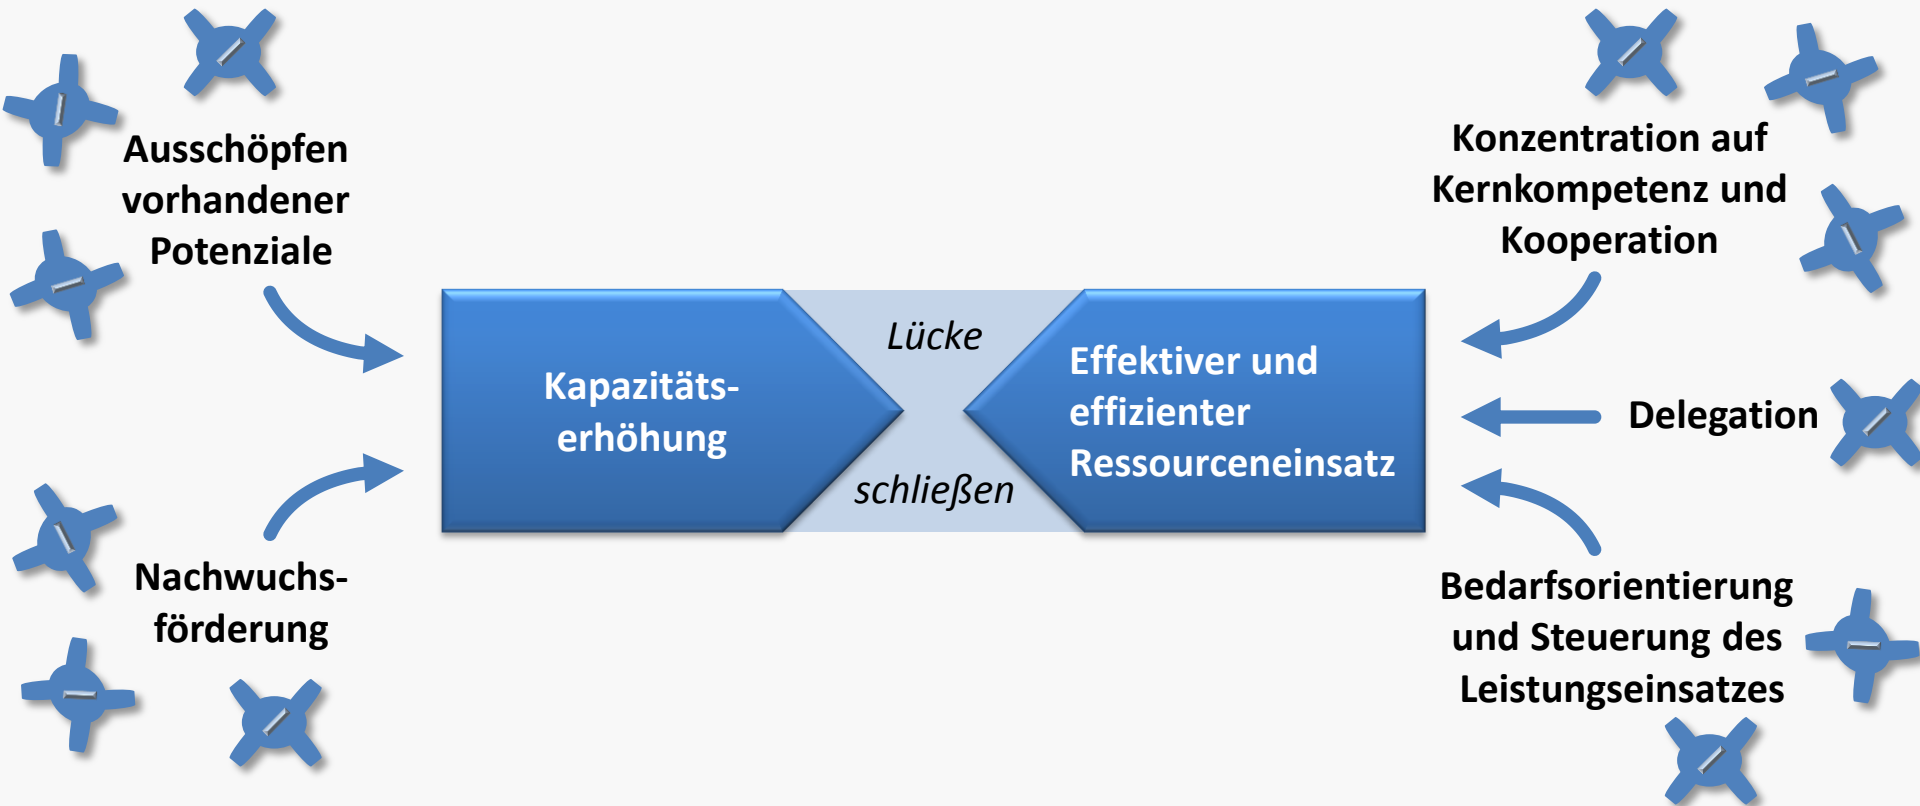 Ausschöpfen
vorhandener
Potenziale
Nachwuchs-
förderung
Kapazitäts-
erhöhung
Lücke
schließen
Effektiver und
effizienter
Ressourceneinsatz
Konzentration auf
Kernkompetenz und
Kooperation
Delegation
Bedarfsorientierung
und Steuerung des
Leistungseinsatzes